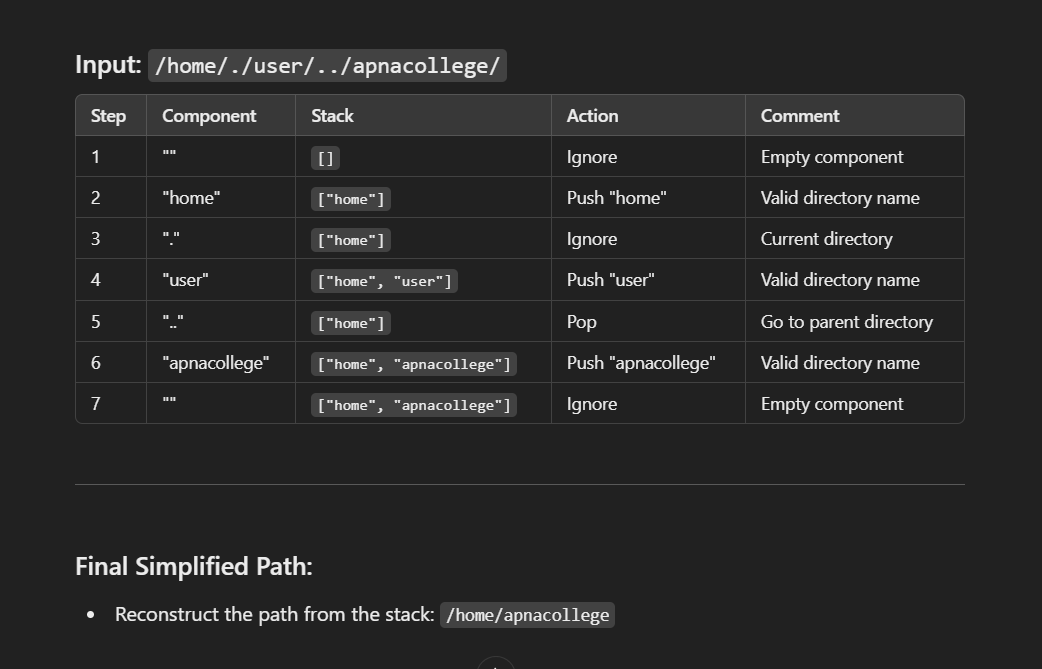 Input: /home/./user/../apnacollege/
Step Component Stack Action Comment
1 "" [] Ignore Empty component
2 "home" ["home"] Push "home" Valid directory name
3 "." ["home"] Ignore Current directory
4 "user" ["home", "user"] Push "user" Valid directory name
5 ".." ["home"] Pop Go to parent directory
6 "apnacollege" ["home", "apnacollege"] Push "apnacollege" Valid directory name
7 "" ["home", "apnacollege"] Ignore Empty component
Final Simplified Path:
• Reconstruct the path from the stack: /home/apnacollege